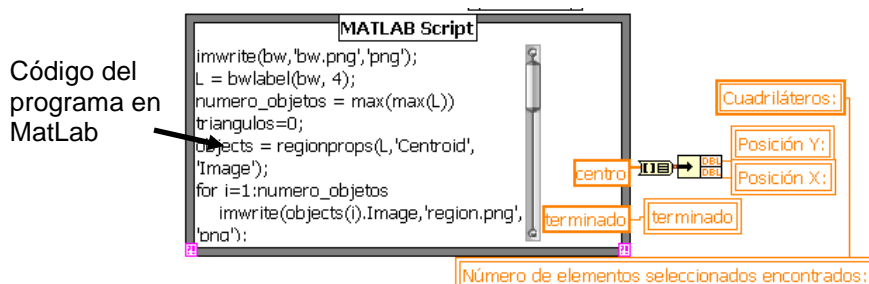 MATLAB Script
Código del
programa en
MatLab
imwrite(bw,'bw.png','png');
L = bwlabel(bw, 4);
numero_objetos = max(max(L))
triangulos=0;
objects = regionprops(L,'Centroid',
'Image');
for i=1:numero_objetos
imwrite(objects(i).Image,'region.png',
'png');
centro
terminado
DBL
DBL
Cuadriláteros:
Posición Y:
Posición X:
terminado
Número de elementos seleccionados encontrados: